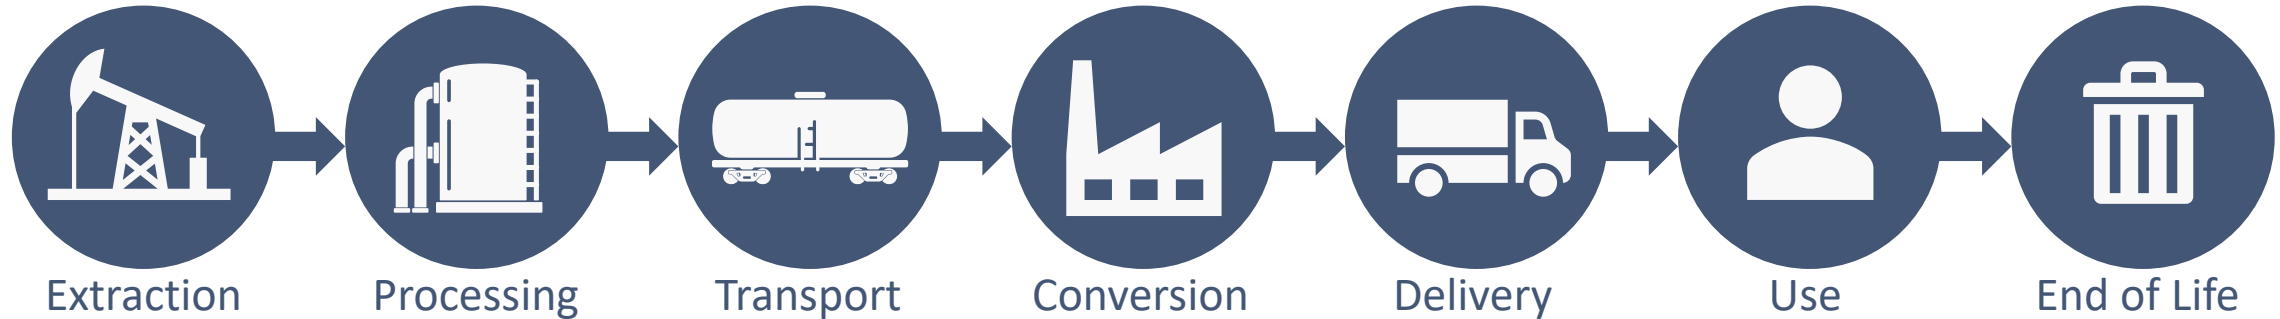 Extraction
Processing
Transport
Conversion
Delivery
Use
End of Life